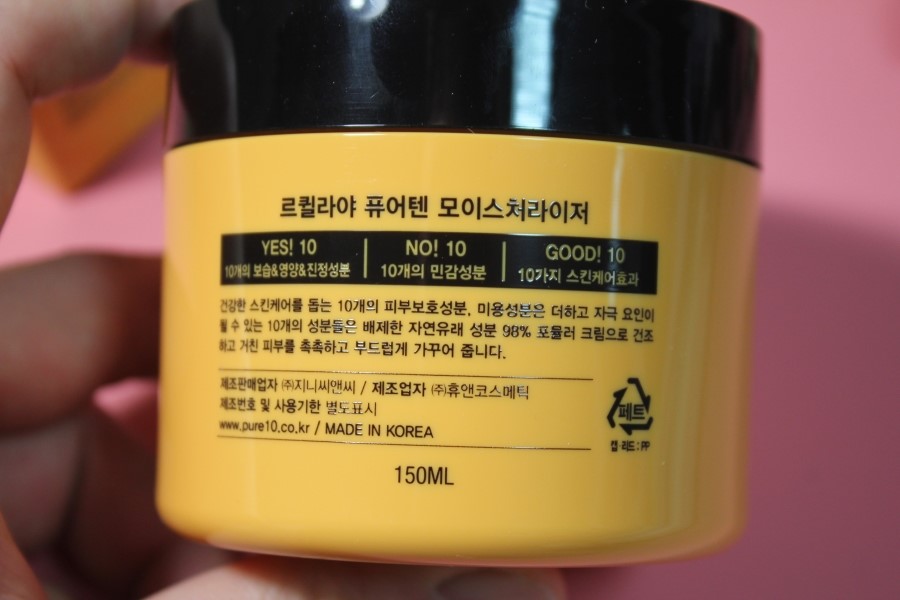 르퀼라야 퓨어텐 모이스처라이저
YES! 10
10개의 보습&영양&진정성분
NO! 10
10개의 민감성분
GOOD! 10
10가지 스킨케어효과
건강한 스킨케어를 돕는 10개의 피부보호성분, 미용성분은 더하고 자극 요인이
될 수 있는 10개의 성분들은 배제한 자연유래 성분 98% 포뮬러 크림으로 건조
하고 거친 피부를 촉촉하고 부드럽게 가꾸어 줍니다.
제조판매업자 ㈜지니씨앤씨 / 제조업자 ㈜휴앤코스메틱
제조번호 및 사용기한 별도표시
www.pure10.co.kr / MADE IN KOREA
페트
캡·리드:PP
150ML